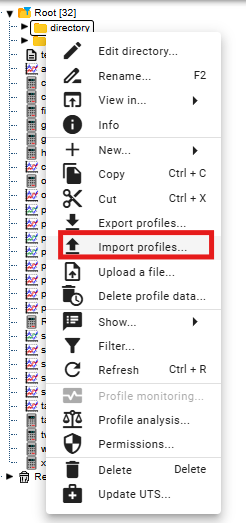 Root [32]
directory
Edit directory...
Rename... F2
View in...
Info
New...
Copy Ctrl + C
Cut Ctrl + X
Export profiles...
Import profiles...
Upload a file...
Delete profile data...
Show...
Filter...
Refresh Ctrl + R
Profile monitoring...
Profile analysis...
Permissions...
Delete Delete
Update UTS...